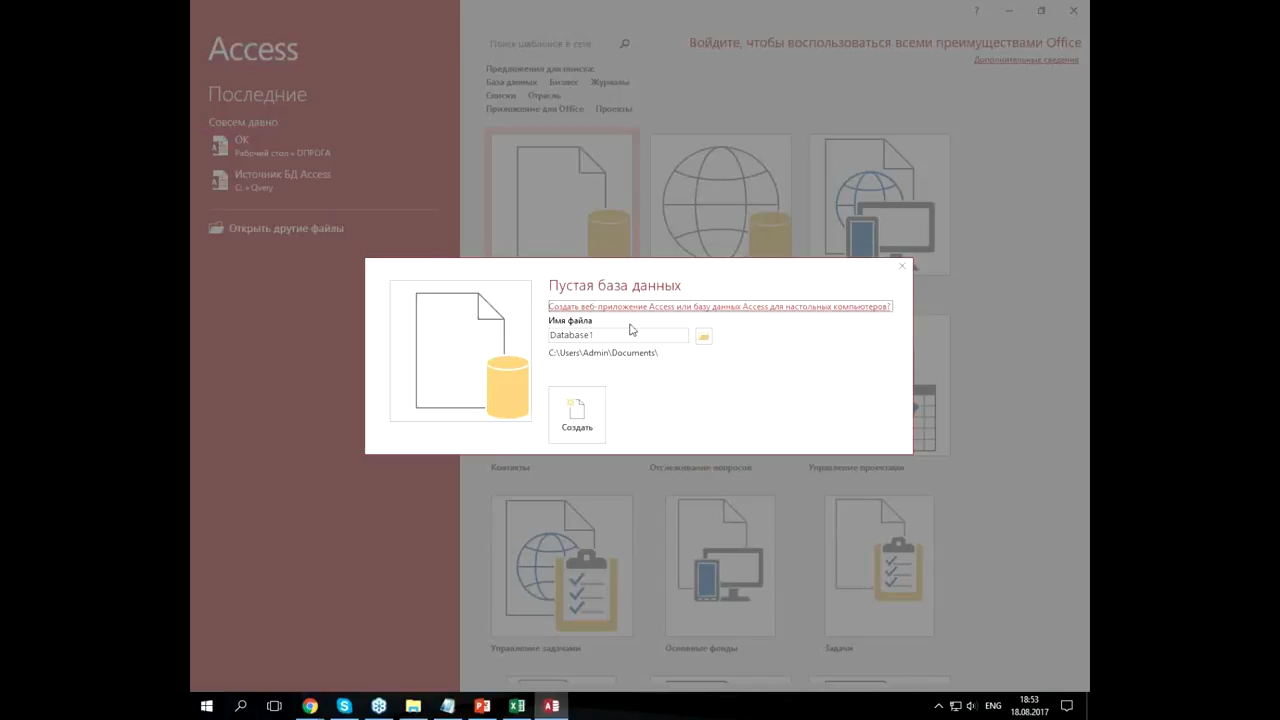 Access
Последние
Совсем давно
ОК
Рабочий стол » ОПРОГА
Источник БД Access
G: » Qvery
Открыть другие файлы
?
Поиск шаблонов в сети
Войдите, чтобы воспользоваться всеми преимуществами Office
Дополнительные сведения
Предложения для поиска:
База данных Бизнес Журналы
Списки Отрасль
Приложение для Office Проекты
Пустая база данных
Создать веб-приложение Access или базу данных Access для настольных компьютеров?
Имя файла
Database1
C:\Users\Admin\Documents\
Создать
Контакты
Отслеживание вопросов
Управление проектами
Управление задачами
Основные фонды
Задачи
ENG
18:53
18.08.2017